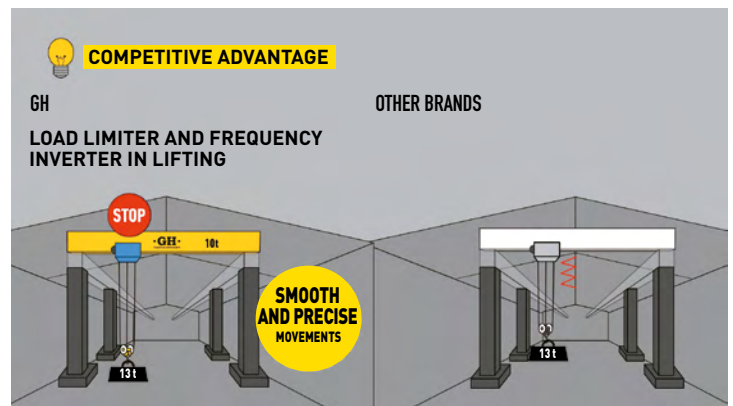 COMPETITIVE ADVANTAGE
GH
LOAD LIMITER AND FREQUENCY
INVERTER IN LIFTING
STOP
·GH·
10t
13 t
SMOOTH
AND PRECISE
MOVEMENTS
OTHER BRANDS
13 t